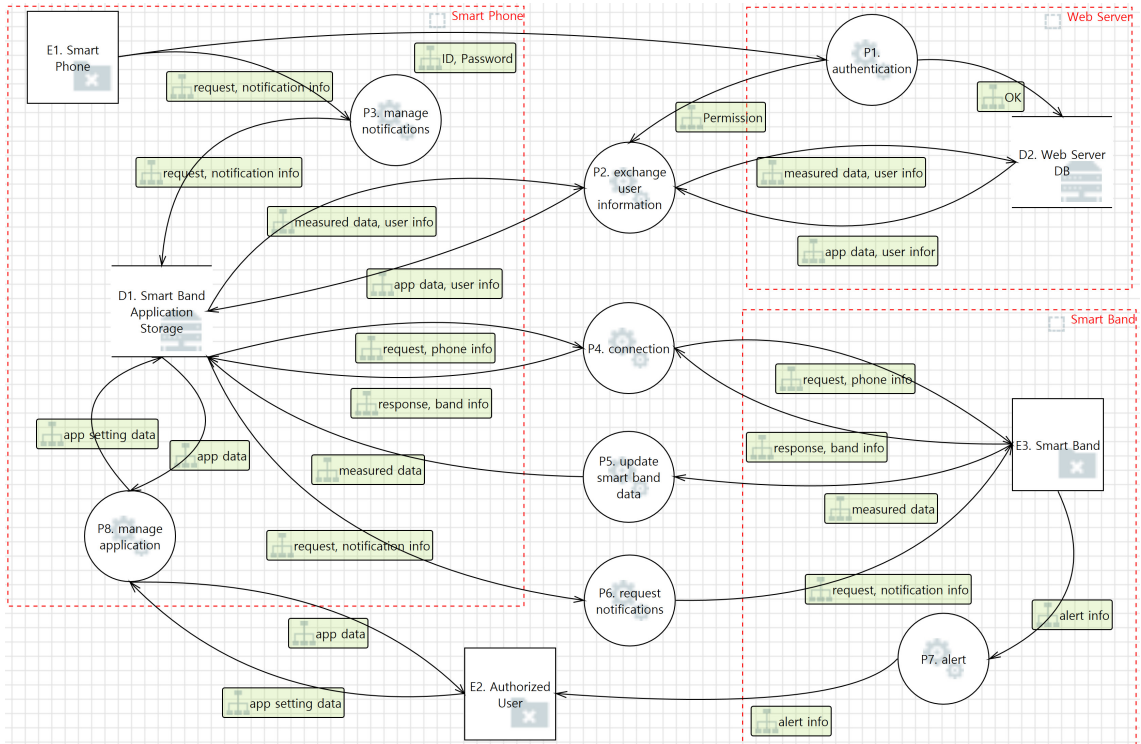 Smart Phone
Web Server
E1. Smart
Phone
ID, Password
P1.
authentication
request, notification info
OK
P3. manage
notifications
Permission
D2. Web Server
DB
request, notification info
P2. exchange
user
information
measured data, user info
measured data, user info
app data, user infor
app data, user info
D1. Smart Band
Application
Storage
Smart Band
request, phone info
P4. connection
request, phone info
response, band info
app setting data
app data
response, band info
E3. Smart Band
measured data
P5. update
smart band
data
measured data
P8. manage
application
request, notification info
P6. request
notifications
request, notification info
alert info
app data
P7. alert
E2. Authorized
User
app setting data
alert info